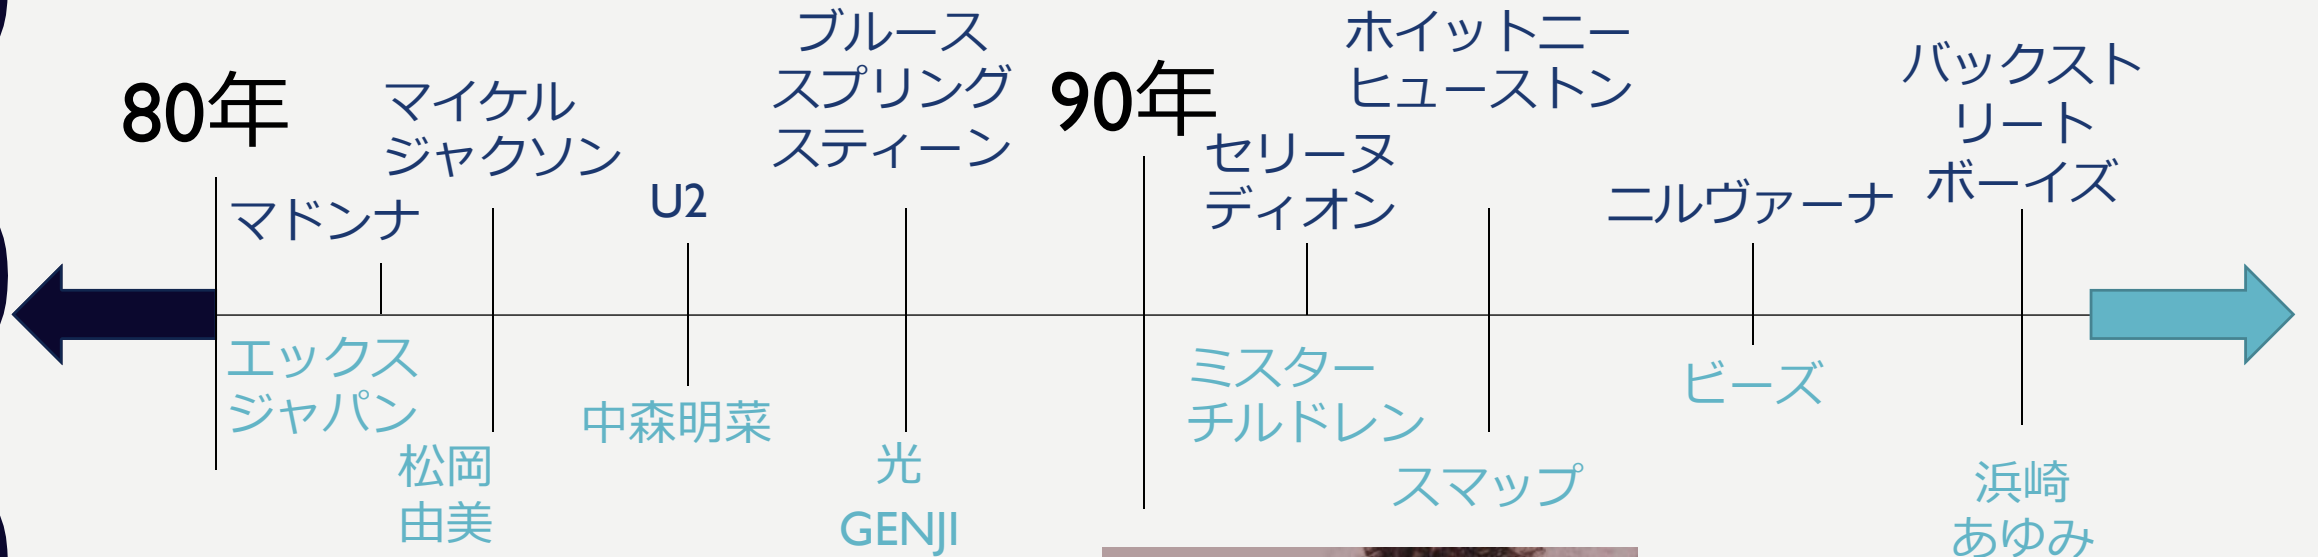 80年
マドンナ
マイケル
ジャクソン
U2
ブルース
スプリング
スティーン
90年
セリーヌ
ディオン
ホイットニー
ヒューストン
ニルヴァーナ
バックスト
リート
ボーイズ
エックス
ジャパン
松岡
由美
中森明菜
光
GENJI
ミスター
チルドレン
スマップ
ビーズ
浜崎
あゆみ